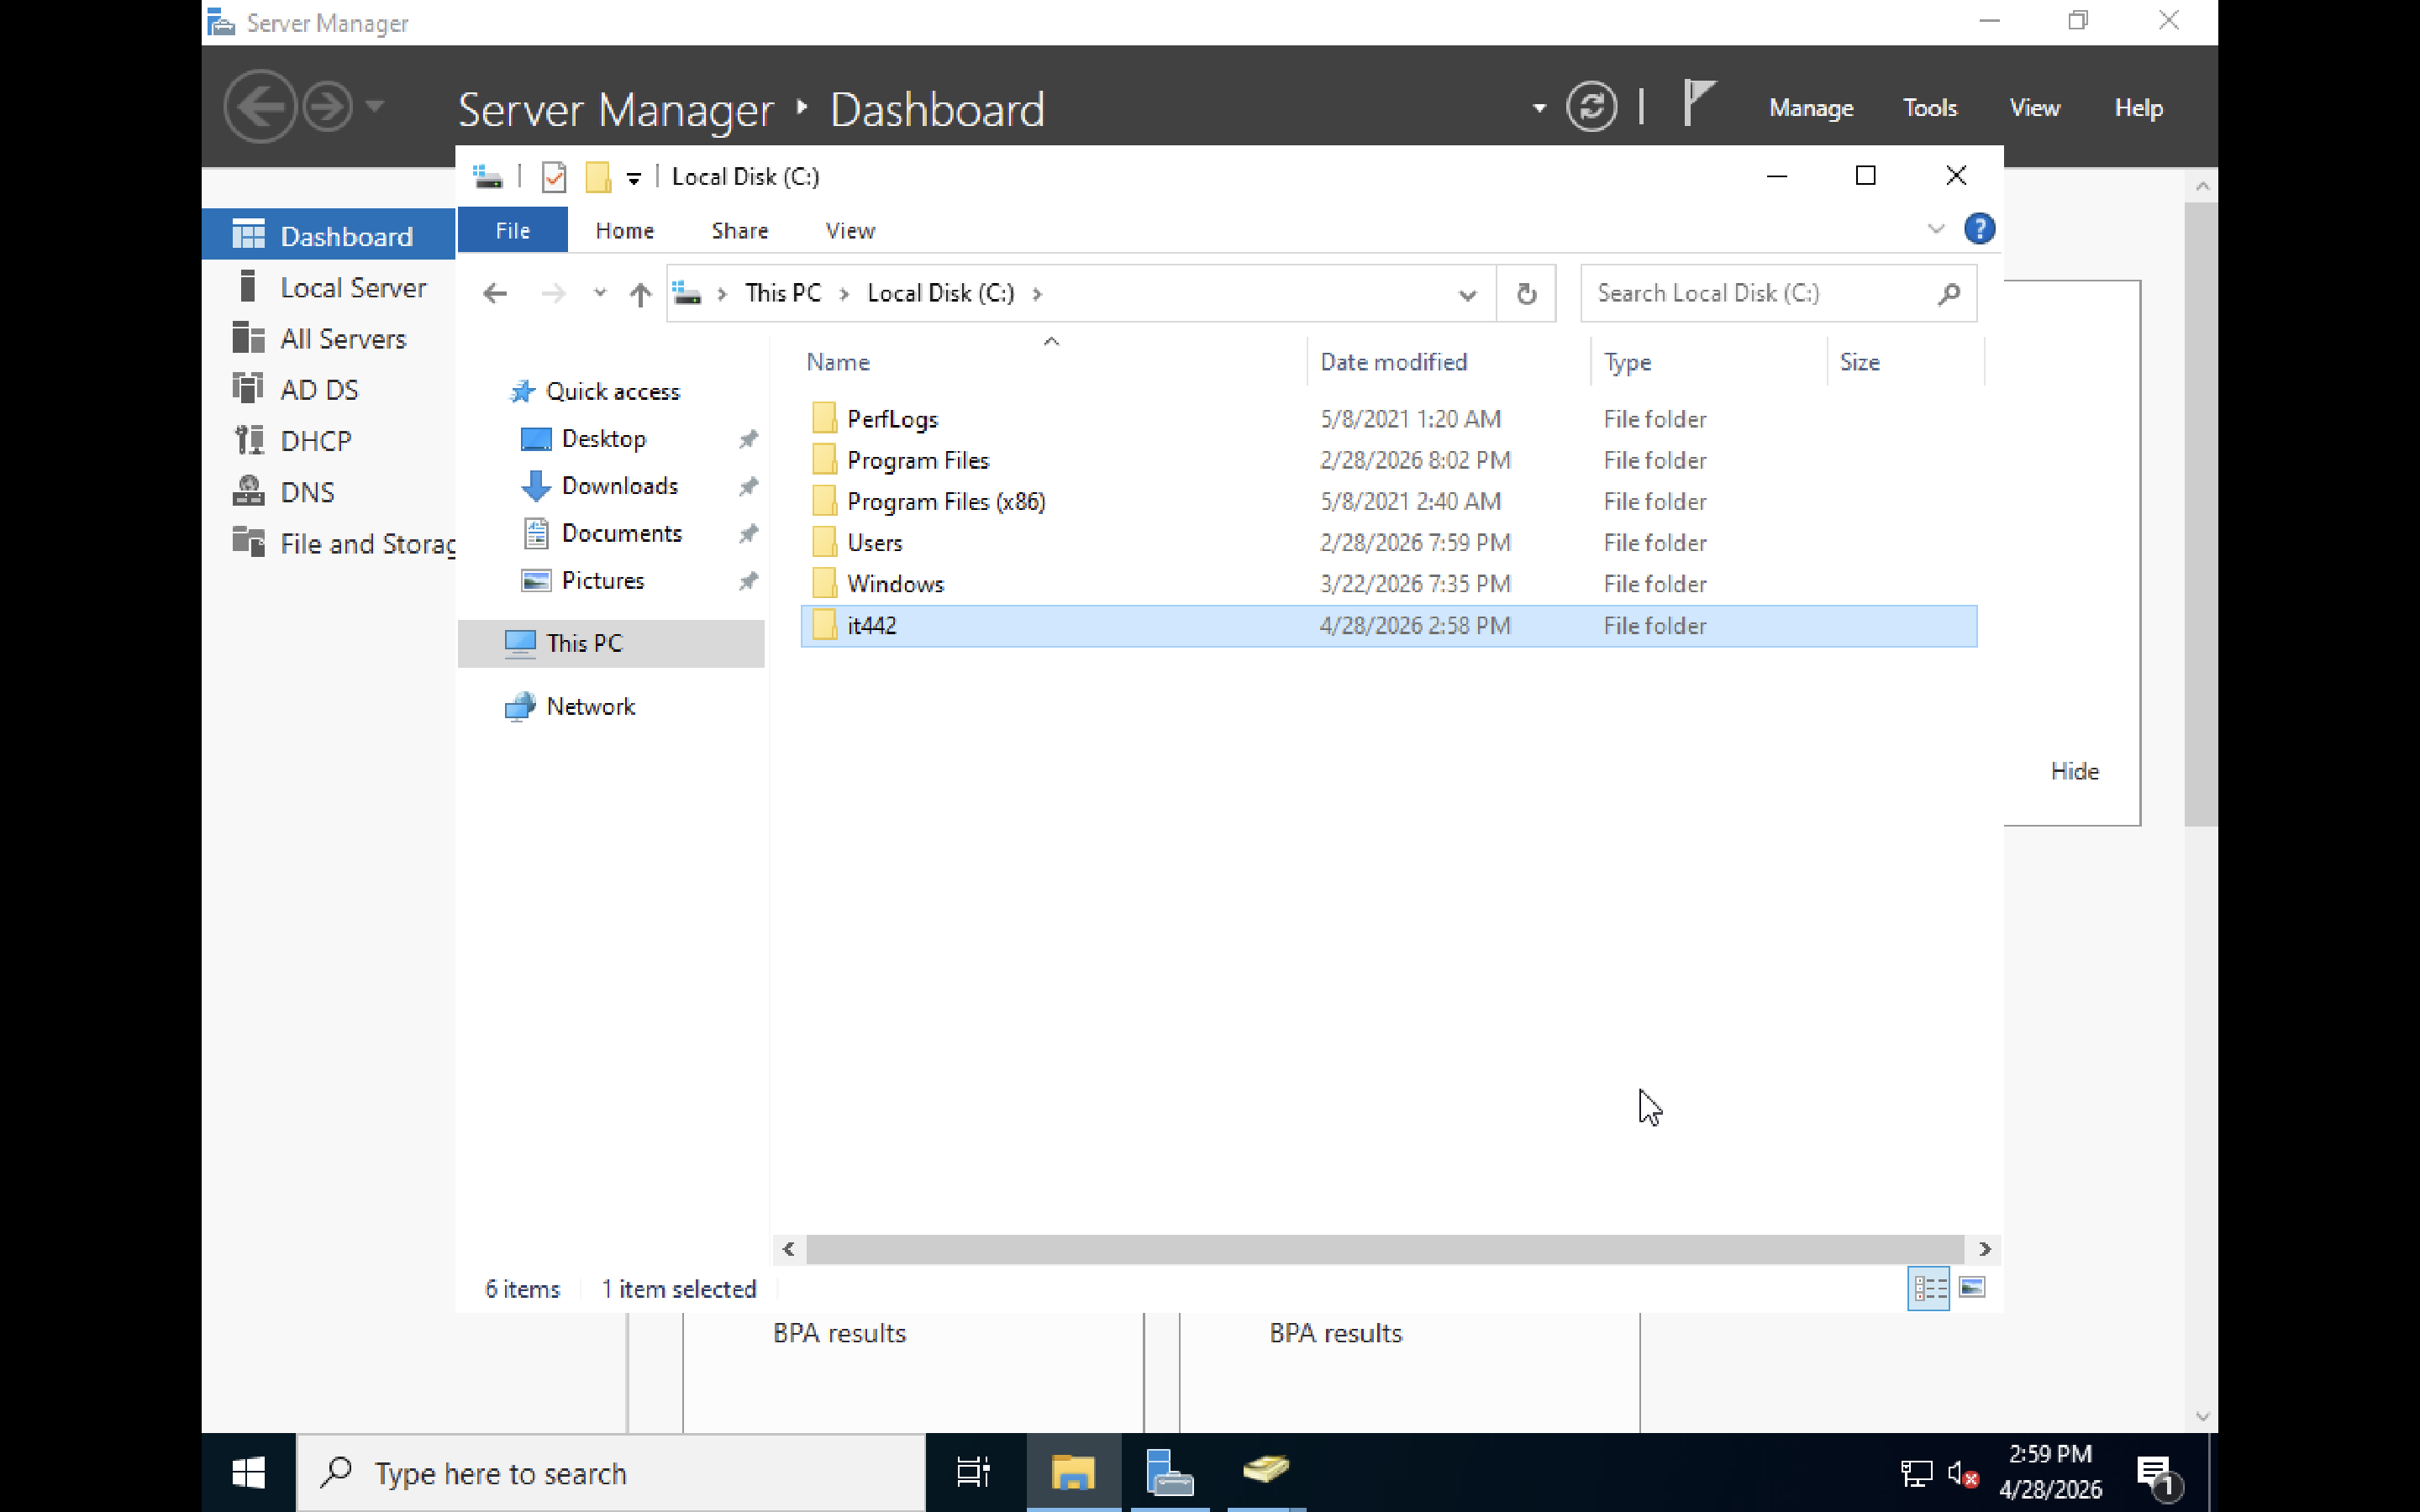 Server Manager
Server Manager ‣ Dashboard
Manage Tools View Help
Local Disk (C:)
File Home Share View
This PC > Local Disk (C:) >
Search Local Disk (C:)
Dashboard
Local Server
All Servers
AD DS
DHCP
DNS
File and Storag
Quick access
Desktop
Downloads
Documents
Pictures
This PC
Network
Name Date modified Type Size
PerfLogs 5/8/2021 1:20 AM File folder
Program Files 2/28/2026 8:02 PM File folder
Program Files (x86) 5/8/2021 2:40 AM File folder
Users 2/28/2026 7:59 PM File folder
Windows 3/22/2026 7:35 PM File folder
it442 4/28/2026 2:58 PM File folder
Hide
6 items 1 item selected
BPA results BPA results
Type here to search
2:59 PM
4/28/2026
1